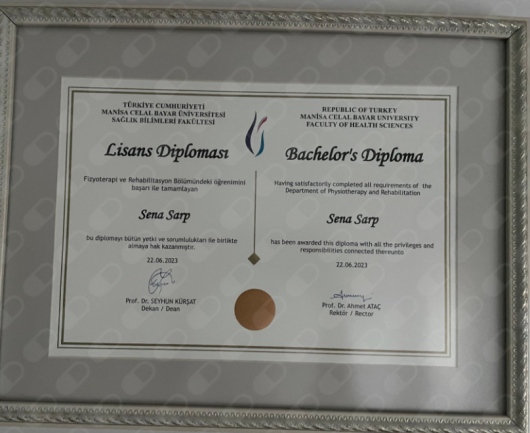 TÜRKİYE CUMHURİYETİ
MANİSA CELAL BAYAR ÜNİVERSİTESİ
SAĞLIK BİLİMLERİ FAKÜLTESİ
Lisans Diploması
Fizyoterapi ve Rehabilitasyon Bölümündeki öğrenimini
başarı ile tamamlayan
Sena Sarp
bu diplomayı bütün yetki ve sorumlulukları ile birlikte
almaya hak kazanmıştır.
22.06.2023
Prof. Dr. SEYHUN KÜRŞAT
Dekan / Dean
REPUBLIC OF TURKEY
MANİSA CELAL BAYAR UNIVERSITY
FACULTY OF HEALTH SCIENCES
Bachelor's Diploma
Having satisfactorily completed all requirements of the
Department of Physiotherapy and Rehabilitation
Sena Sarp
has been awarded this diploma with all the privileges and
responsibilities connected thereunto
22.06.2023
Prof. Dr. Ahmet ATAÇ
Rektör / Rector